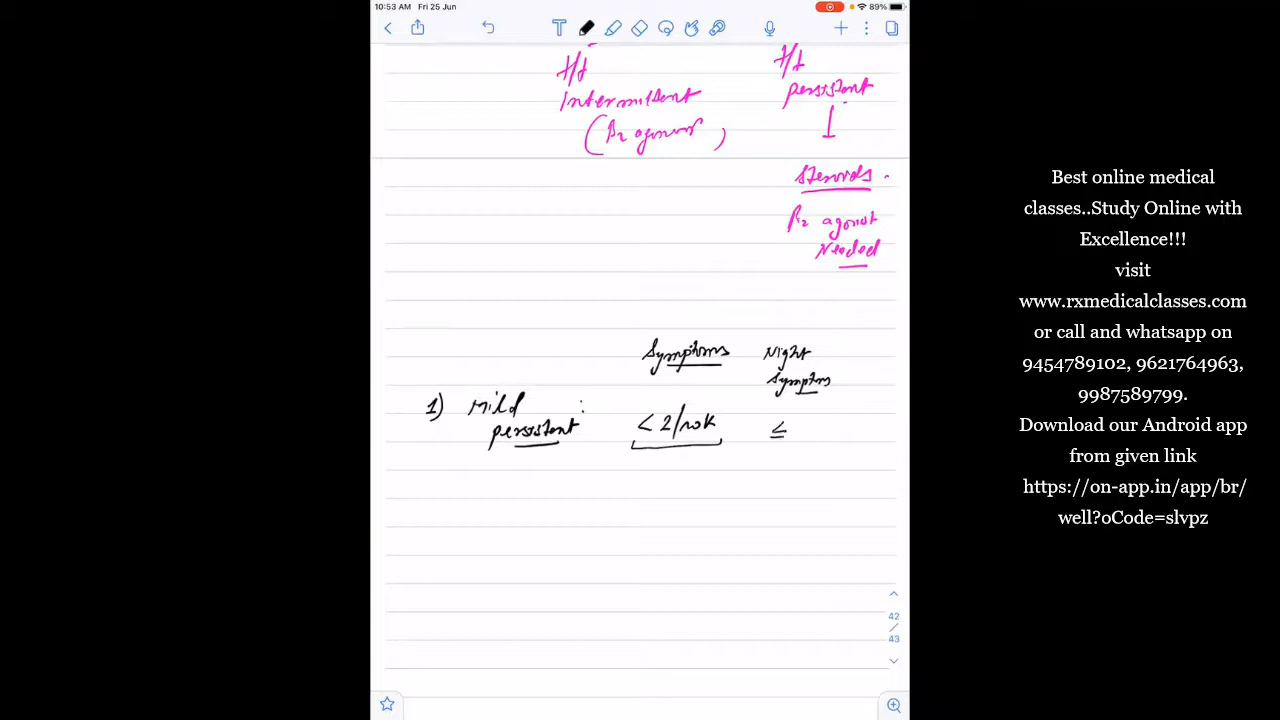 10:53 AM Fri 25 Jun
89%
T
H/I
Intermittent
(β2 agonist)
H/I
persistent
Steroids
β2 agonist
Needed
Symptoms
Night
Symptms
1) Mild :
persistent
< 2/wok
≤
42
/
43
Best online medical
classes..Study Online with
Excellence!!!
visit
www.rxmedicalclasses.com
or call and whatsapp on
9454789102, 9621764963,
9987589799.
Download our Android app
from given link
https://on-app.in/app/br/
well?oCode=slvpz